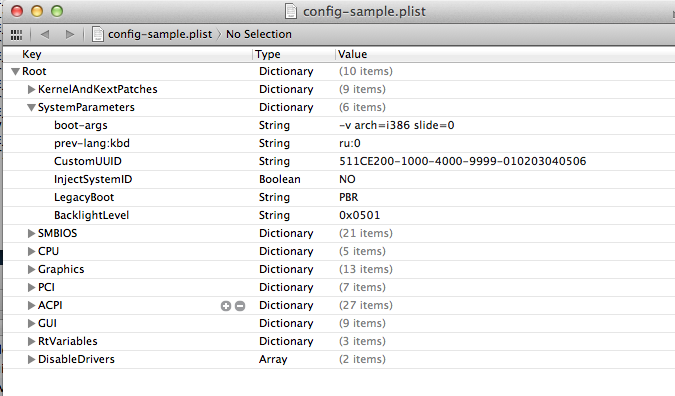 config-sample.plist
config-sample.plist No Selection
Key Type Value
Root Dictionary (10 items)
KernelAndKextPatches Dictionary (9 items)
SystemParameters Dictionary (6 items)
boot-args String -v arch=i386 slide=0
prev-lang:kbd String ru:0
CustomUUID String 511CE200-1000-4000-9999-010203040506
InjectSystemID Boolean NO
LegacyBoot String PBR
BacklightLevel String 0x0501
SMBIOS Dictionary (21 items)
CPU Dictionary (5 items)
Graphics Dictionary (13 items)
PCI Dictionary (7 items)
ACPI Dictionary (27 items)
GUI Dictionary (9 items)
RtVariables Dictionary (3 items)
DisableDrivers Array (2 items)